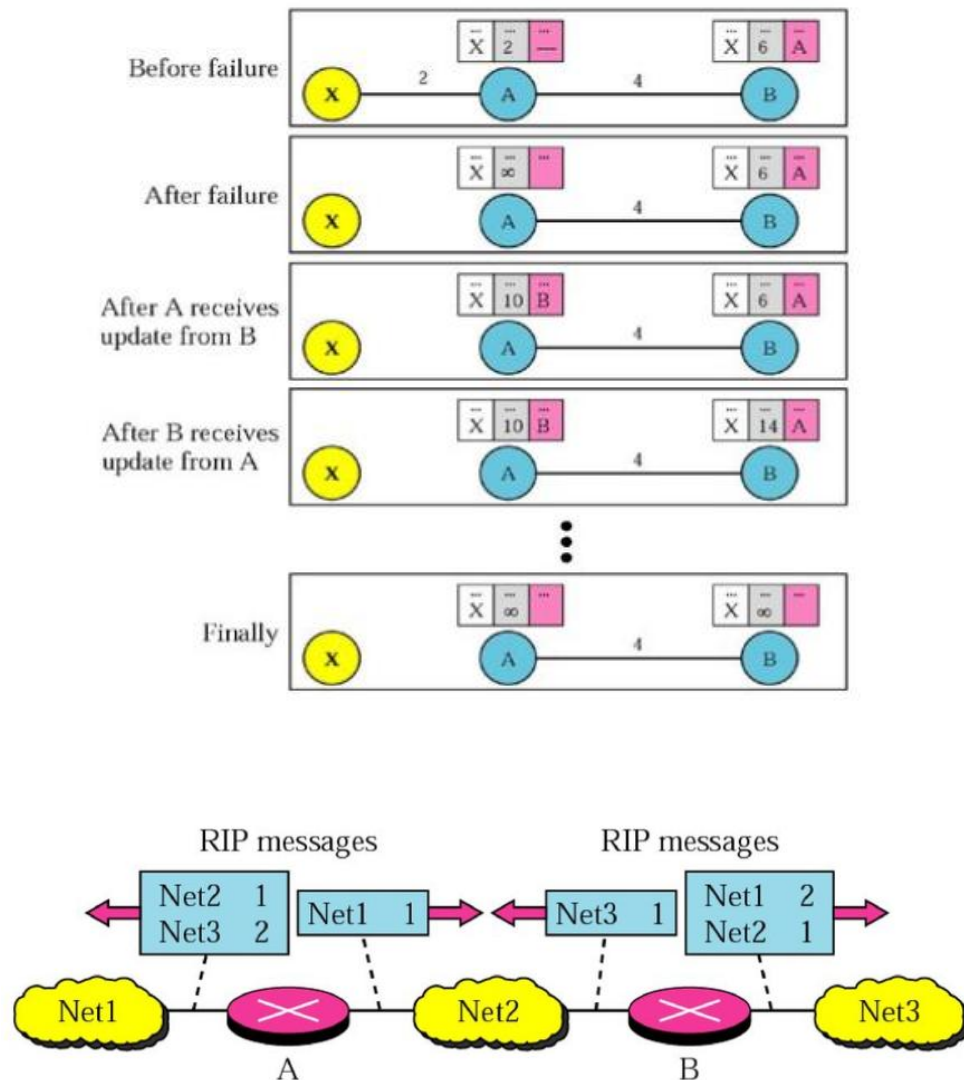 ... ... ... ... ... ...
X 2 — X 6 A
Before failure
X 2 A 4 B
... ... ... ... ... ...
X ∞ X 6 A
After failure
X A 4 B
... ... ... ... ... ...
X 10 B X 6 A
After A receives
update from B
X A 4 B
... ... ... ... ... ...
X 10 B X 14 A
After B receives
update from A
X A 4 B
... ... ... ... ... ...
X ∞ X ∞
Finally
X A 4 B
RIP messages RIP messages
Net2 1
Net3 2
Net1 1
Net3 1
Net1 2
Net2 1
Net1 Net2 Net3
A B